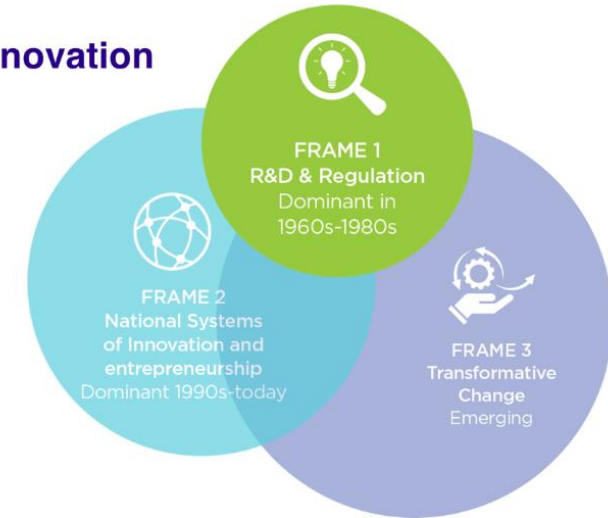 novation
FRAME 1
R&D & Regulation
Dominant in
1960s-1980s
FRAME 2
National Systems
of Innovation and
entrepreneurship
Dominant 1990s-today
FRAME 3
Transformative
Change
Emerging